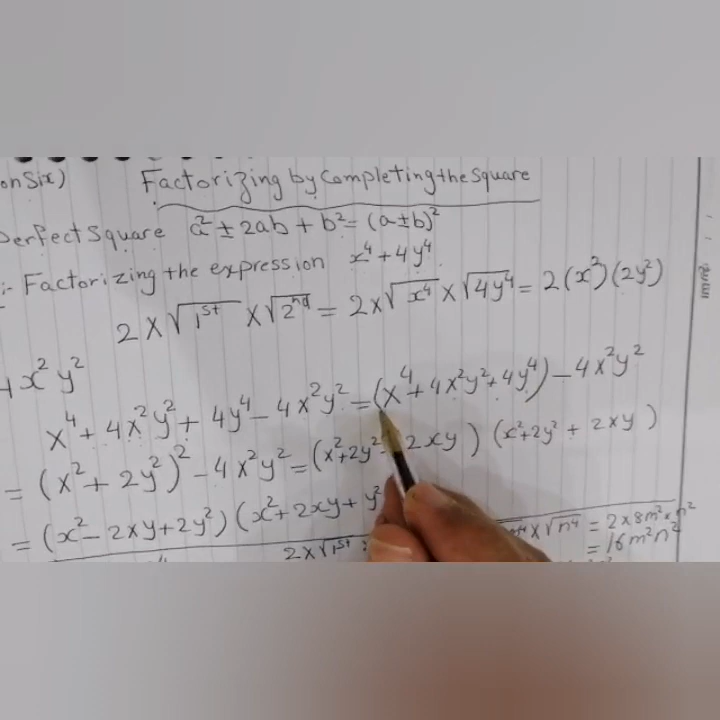 on Six) Factorizing by Completing the Square
Perfect Square a² ± 2ab + b² = (a ± b)²
:- Factorizing the expression x⁴ + 4y⁴
2 × √1st × √2nd = 2 × √x⁴ × √4y⁴ = 2(x²)(2y²)
4x²y²
x⁴ + 4x²y² + 4y⁴ - 4x²y² = (x⁴ + 4x²y² + 4y⁴) - 4x²y²
= (x² + 2y²)² - 4x²y² = (x² + 2y² - 2xy) (x² + 2y² + 2xy)
= (x² - 2xy + 2y²) (x² + 2xy + y²
2 × √1st × √n⁴ = 2 × 8m² × n²
= 16m²n²